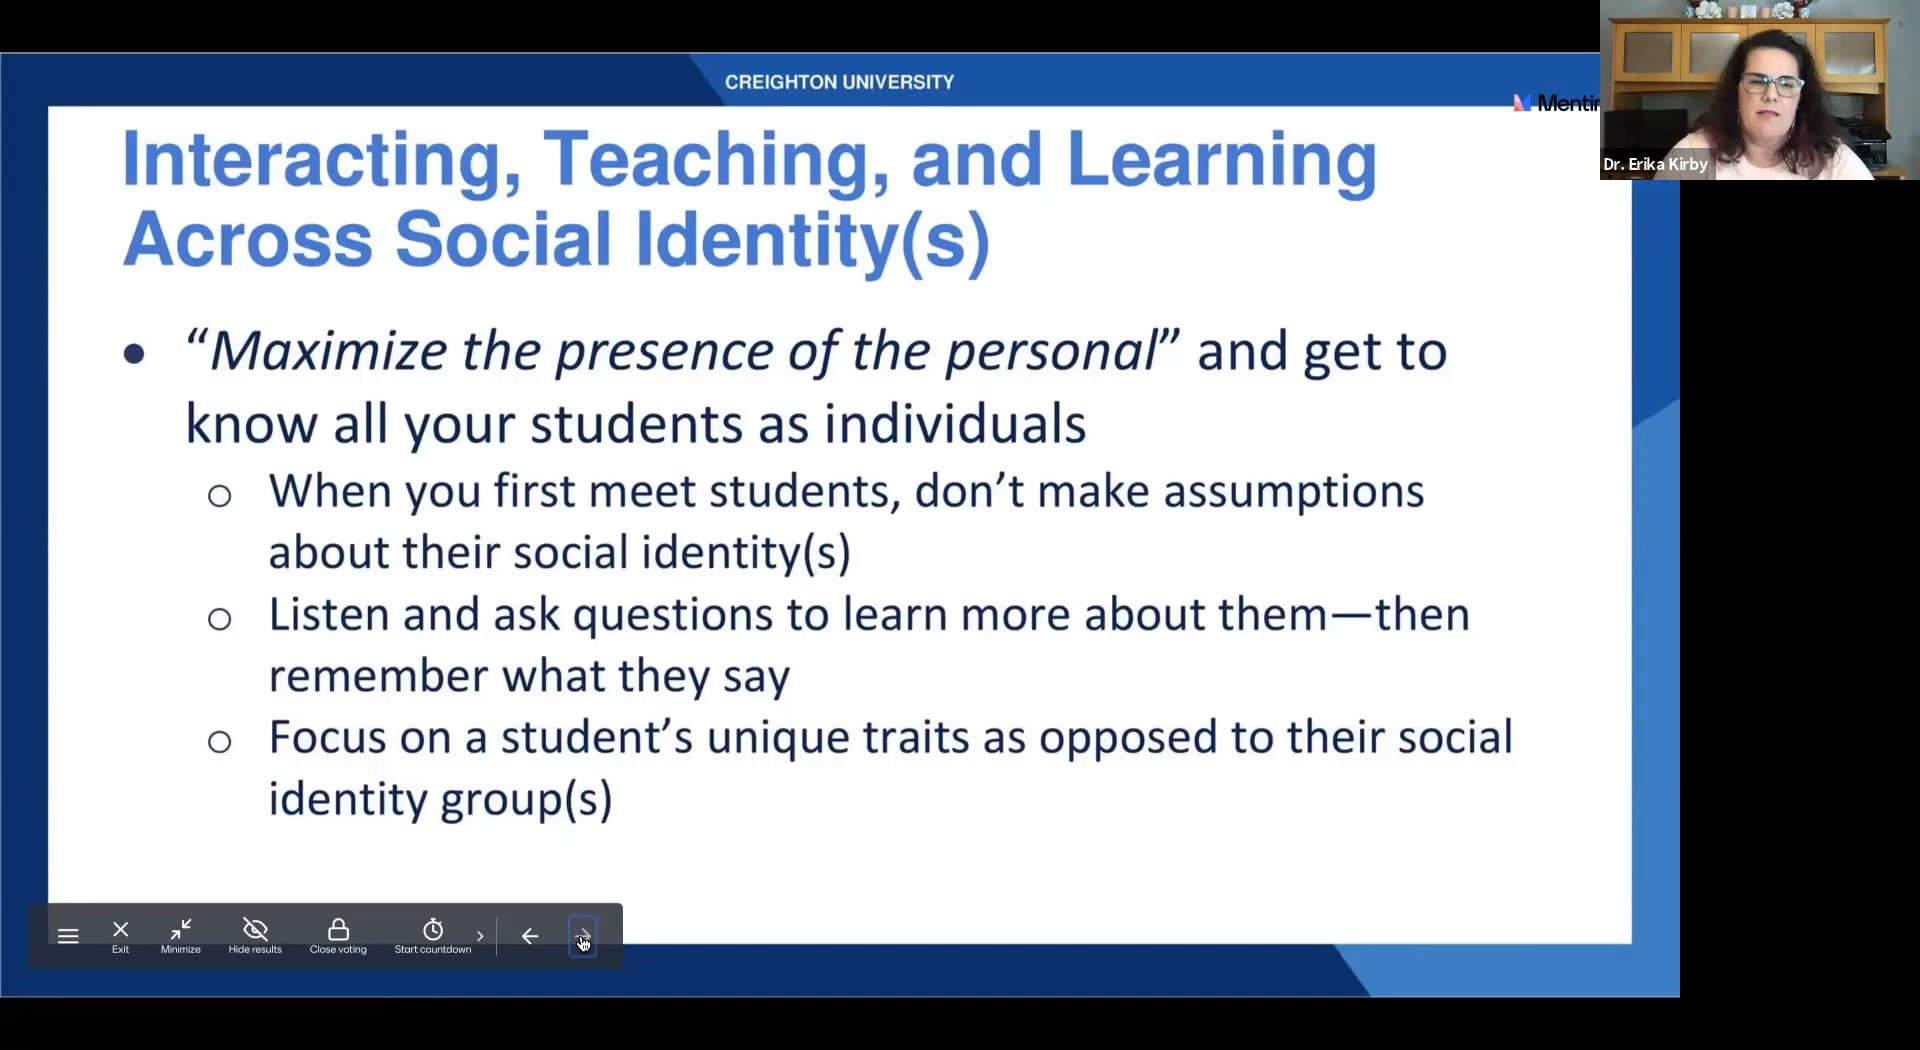 CREIGHTON UNIVERSITY
Interacting, Teaching, and Learning
Across Social Identity(s)
• “Maximize the presence of the personal” and get to
know all your students as individuals
○ When you first meet students, don’t make assumptions
about their social identity(s)
○ Listen and ask questions to learn more about them—then
remember what they say
○ Focus on a student’s unique traits as opposed to their social
identity group(s)
Dr. Erika Kirby
Exit Minimize Hide results Close voting Start countdown